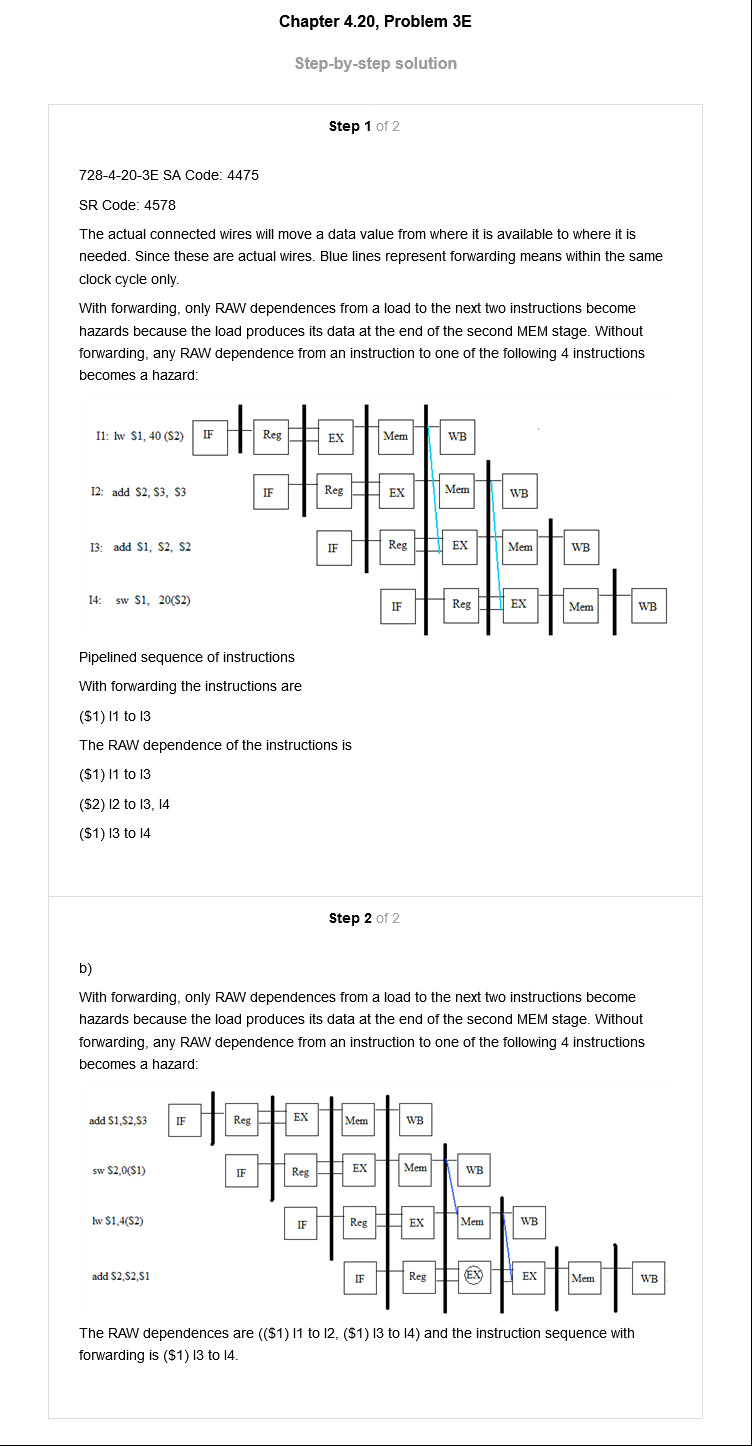 Chapter 4.20, Problem 3E
Step-by-step solution
Step 1 of 2
728-4-20-3E SA Code: 4475
SR Code: 4578
The actual connected wires will move a data value from where it is available to where it is
needed. Since these are actual wires. Blue lines represent forwarding means within the same
clock cycle only.
With forwarding, only RAW dependences from a load to the next two instructions become
hazards because the load produces its data at the end of the second MEM stage. Without
forwarding, any RAW dependence from an instruction to one of the following 4 instructions
becomes a hazard:
I1: lw $1, 40 ($2) IF Reg EX Mem WB
I2: add $2, $3, $3 IF Reg EX Mem WB
I3: add $1, $2, $2 IF Reg EX Mem WB
I4: sw $1, 20($2) IF Reg EX Mem WB
Pipelined sequence of instructions
With forwarding the instructions are
($1) I1 to I3
The RAW dependence of the instructions is
($1) I1 to I3
($2) I2 to I3, I4
($1) I3 to I4
Step 2 of 2
b)
With forwarding, only RAW dependences from a load to the next two instructions become
hazards because the load produces its data at the end of the second MEM stage. Without
forwarding, any RAW dependence from an instruction to one of the following 4 instructions
becomes a hazard:
add $1,$2,$3 IF Reg EX Mem WB
sw $2,0($1) IF Reg EX Mem WB
lw $1,4($2) IF Reg EX Mem WB
add $2,$2,$1 IF Reg EX EX Mem WB
The RAW dependences are (($1) I1 to I2, ($1) I3 to I4) and the instruction sequence with
forwarding is ($1) I3 to I4.